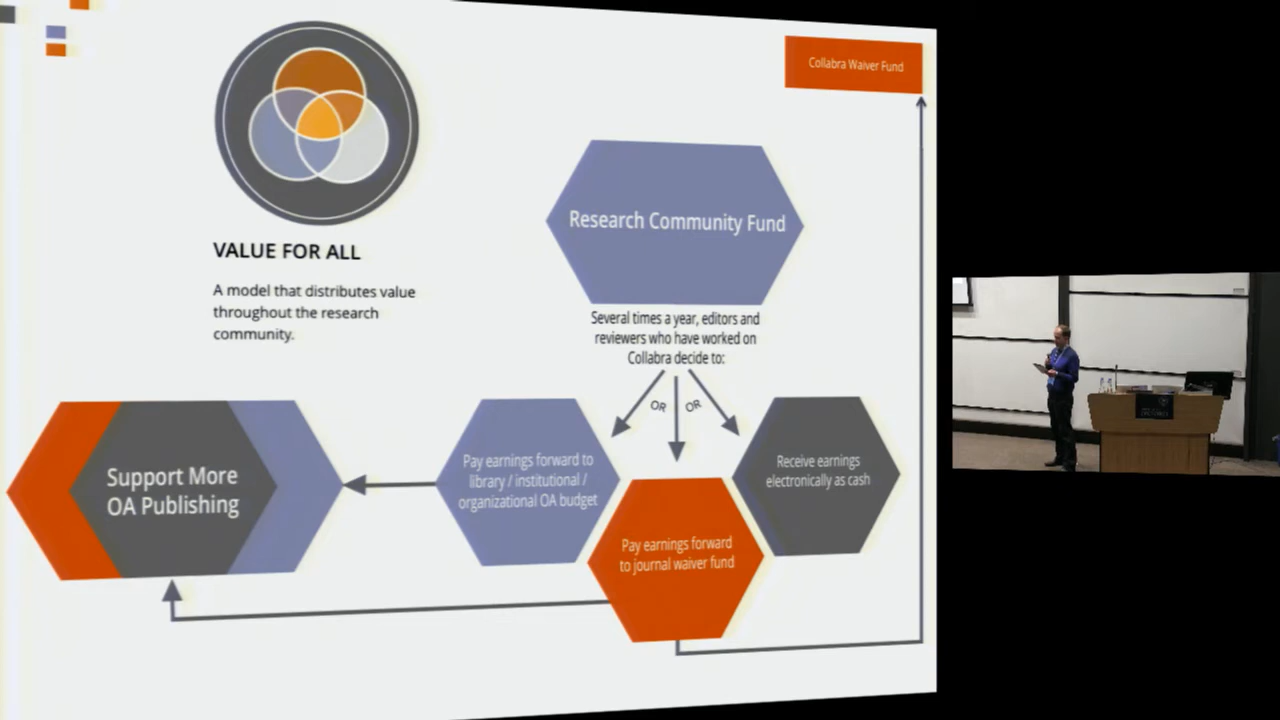 Collabra Waiver Fund
Research Community Fund
VALUE FOR ALL
A model that distributes value
throughout the research
community.
Several times a year, editors and
reviewers who have worked on
Collabra decide to:
OR
OR
Support More
OA Publishing
Pay earnings forward to
library / institutional /
organizational OA budget
Pay earnings forward
to journal waiver fund
Receive earnings
electronically as cash